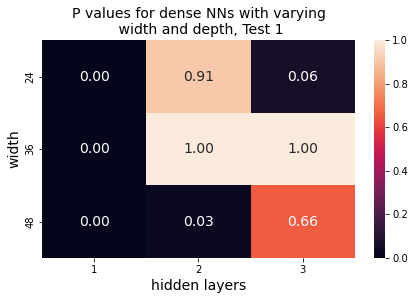 P values for dense NNs with varying
width and depth, Test 1
width
24
0.00 0.91 0.06
36
0.00 1.00 1.00
48
0.00 0.03 0.66
1 2 3
hidden layers
1.0
0.8
0.6
0.4
0.2
0.0